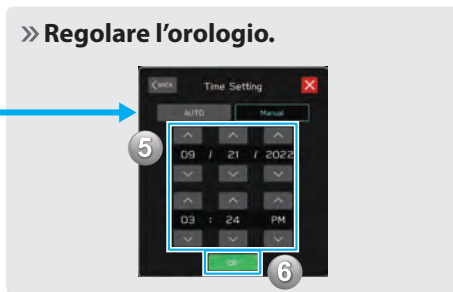 » Regolare l'orologio.
BACK Time Setting X
AUTO Manual
5
09 / 21 / 2022
03 : 24 PM
OK
6